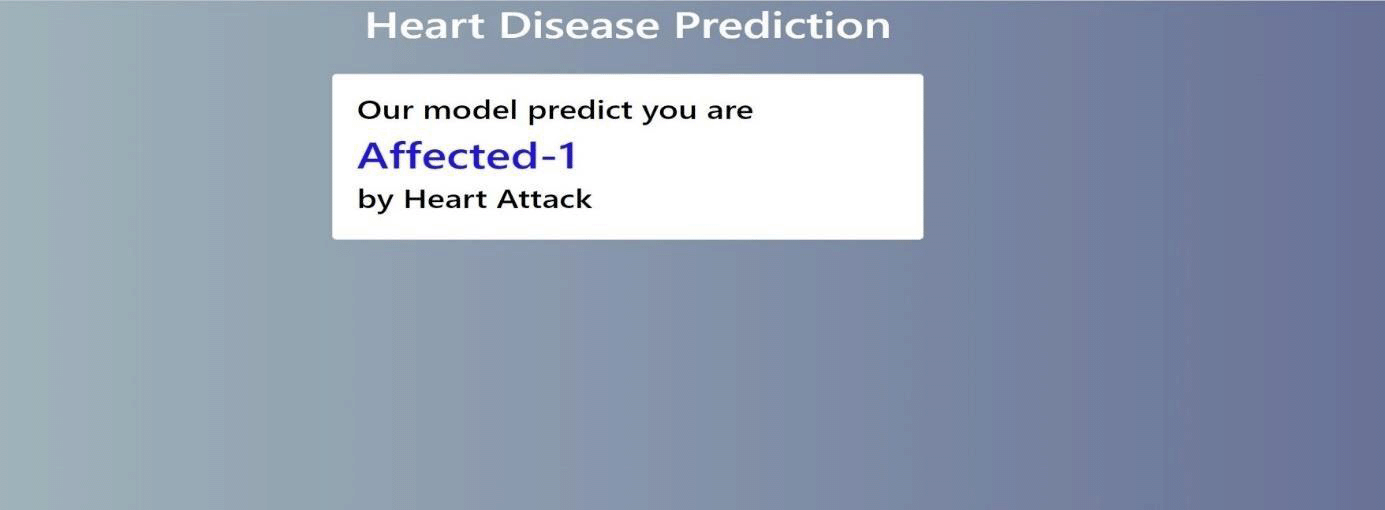 Heart Disease Prediction
Our model predict you are
Affected-1
by Heart Attack